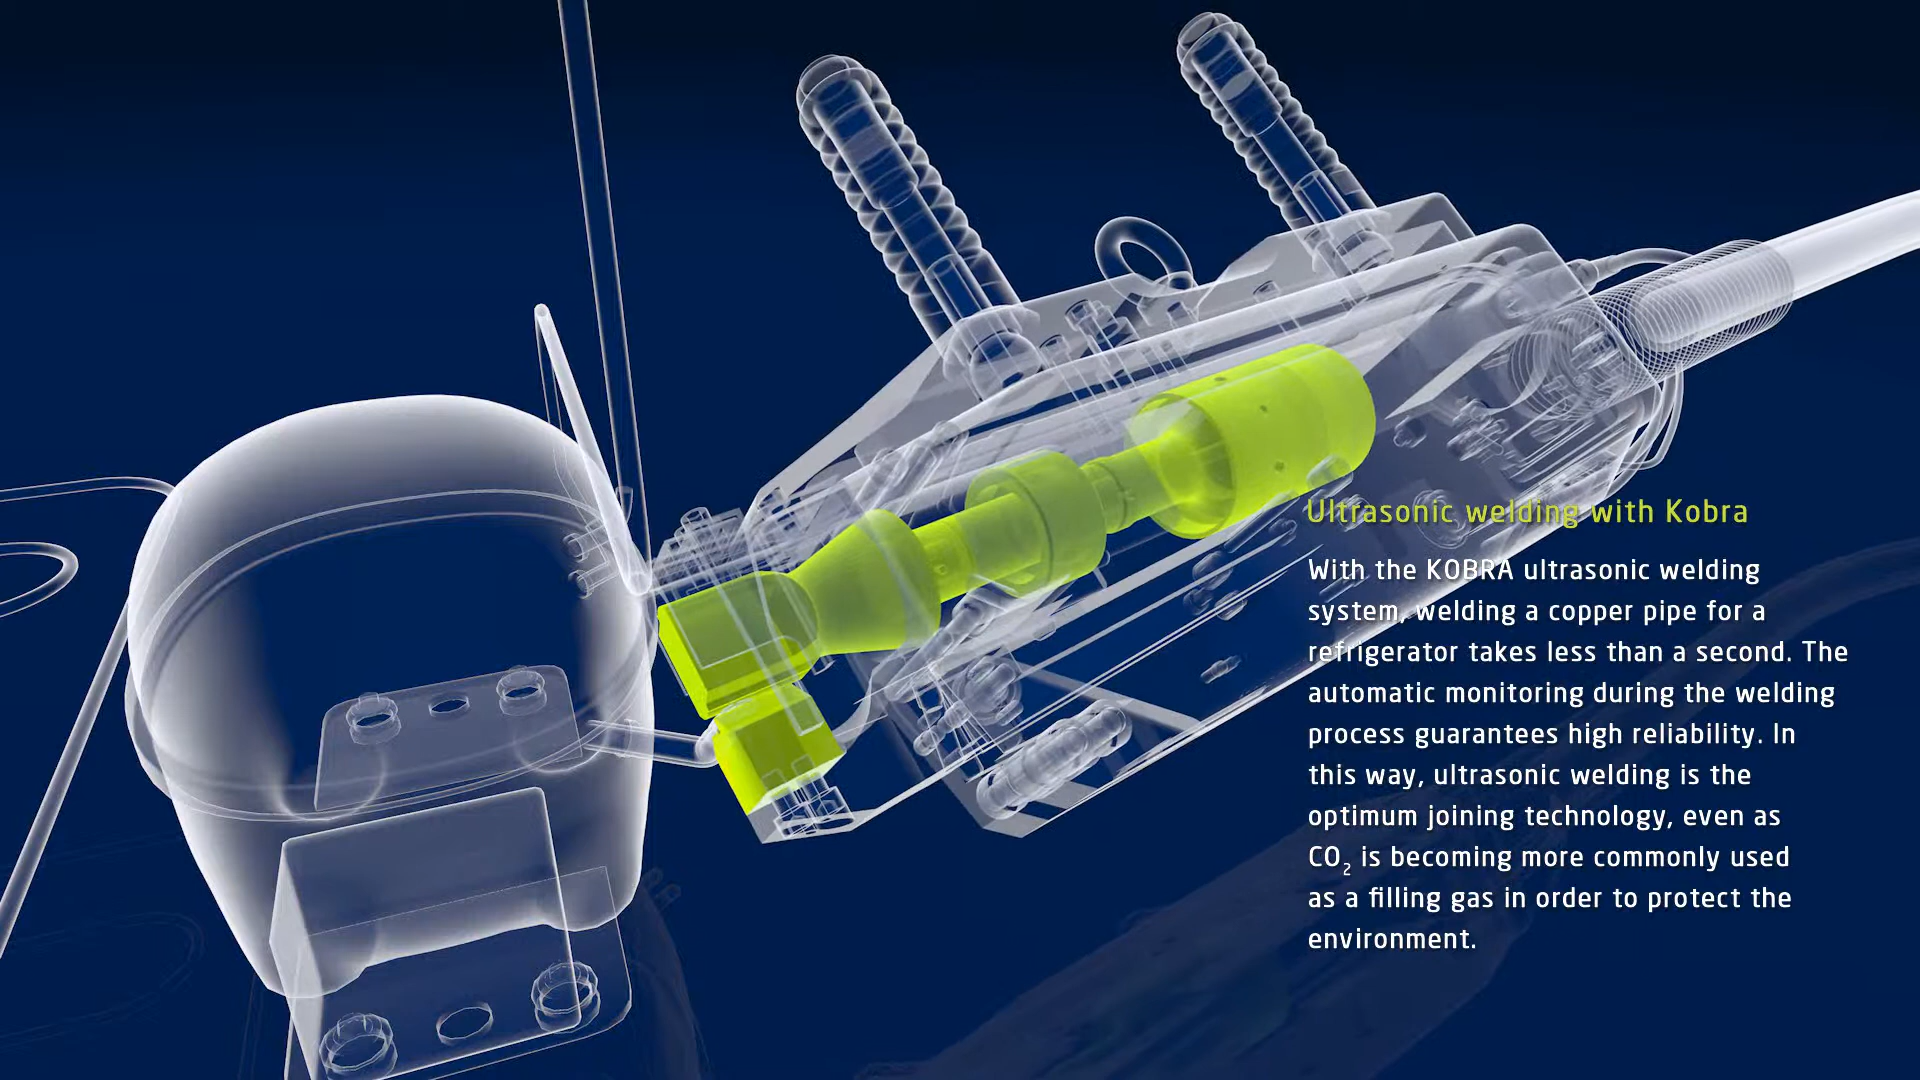 Ultrasonic welding with Kobra
With the KOBRA ultrasonic welding
system, welding a copper pipe for a
refrigerator takes less than a second. The
automatic monitoring during the welding
process guarantees high reliability. In
this way, ultrasonic welding is the
optimum joining technology, even as
CO₂ is becoming more commonly used
as a filling gas in order to protect the
environment.